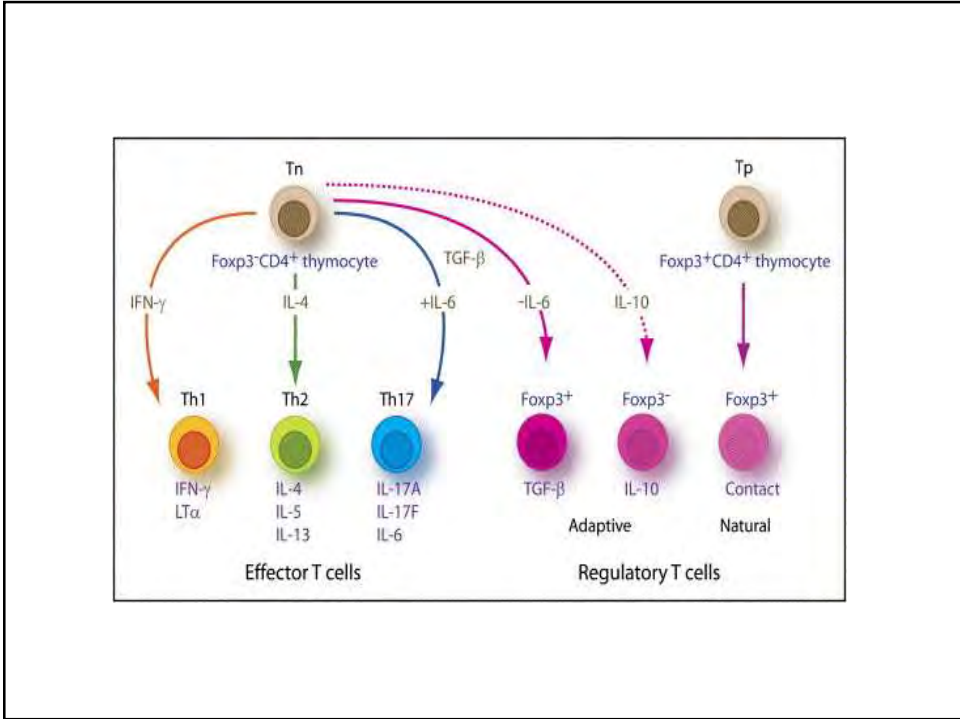 Tn
Tp
Foxp3⁻CD4⁺ thymocyte
TGF-β
Foxp3⁺CD4⁺ thymocyte
IFN-γ
IL-4
+IL-6
-IL-6
IL-10
Th1
Th2
Th17
Foxp3⁺
Foxp3⁻
Foxp3⁺
IFN-γ
LTα
IL-4
IL-5
IL-13
IL-17A
IL-17F
IL-6
TGF-β
IL-10
Contact
Adaptive
Natural
Effector T cells
Regulatory T cells